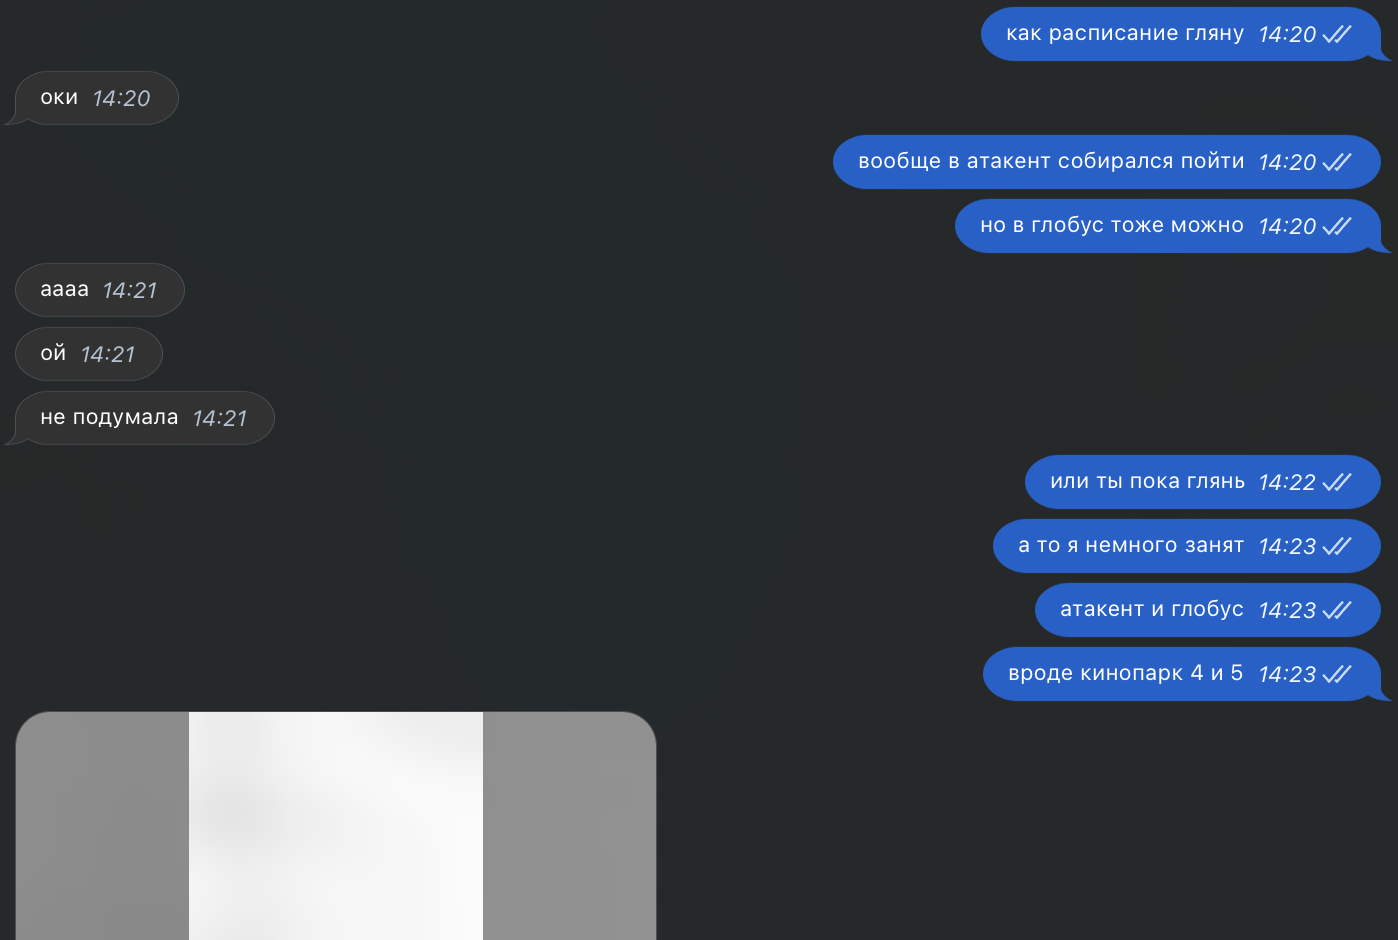 как расписание гляну 14:20
оки 14:20
вообще в атакент собирался пойти 14:20
но в глобус тоже можно 14:20
аааа 14:21
ой 14:21
не подумала 14:21
или ты пока глянь 14:22
а то я немного занят 14:23
атакент и глобус 14:23
вроде кинопарк 4 и 5 14:23